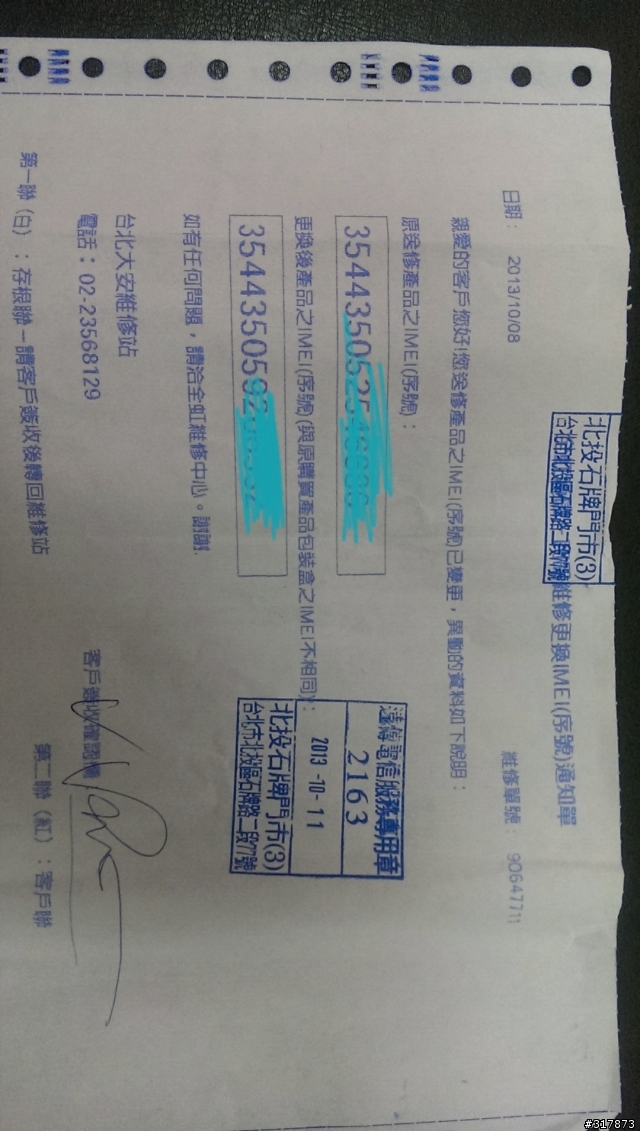 北投石牌門市(3)
台北市北投區石牌路二段77號
維修更換IMEI(序號)通知單
日期： 2013/10/08
維修單號： 90647711
親愛的客戶您好!您送修產品之IMEI(序號)已變更，異動的資料如下說明：
原送修產品之IMEI(序號)：
35443505
更換後產品之IMEI(序號)(與原購買產品包裝盒之IMEI不相同)：
3544350592
遠傳電信服務專用章
2163
2013-10-11
北投石牌門市(3)
台北市北投區石牌路二段77號
如有任何問題，請洽全虹維修中心。謝謝.
台北大安維修站
電話：02-23568129
客戶簽收確認欄
第一聯（白）：存根聯－請客戶簽收後轉回維修站
第二聯（紅）：客戶聯
#317873